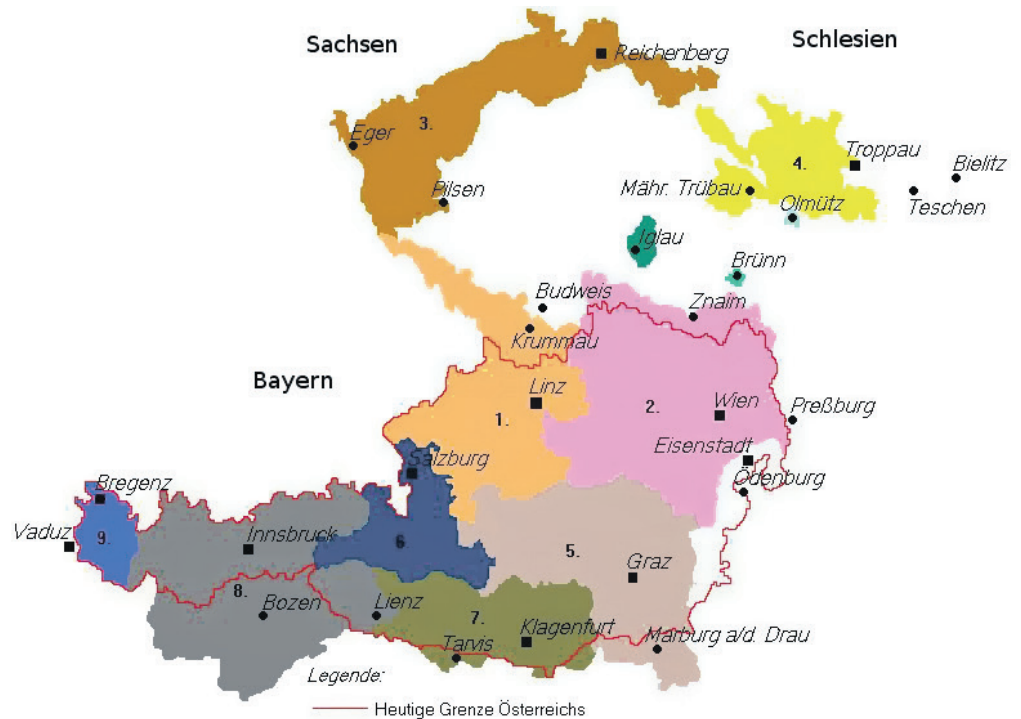 Sachsen
Schlesien
Reichenberg
3.
Eger
4.
Troppau
Bielitz
Pilsen
Mähr. Trübau
Olmütz
Teschen
Iglau
Brünn
Budweis
Znaim
Krummau
Bayern
Linz
1.
2.
Wien
Preßburg
Eisenstadt
Salzburg
Ödenburg
Bregenz
Vaduz
9.
Innsbruck
6
5.
Graz
8.
Bozen
Lienz
7.
Klagenfurt
Marburg a/d. Drau
Tarvis
Legende:
Heutige Grenze Österreichs